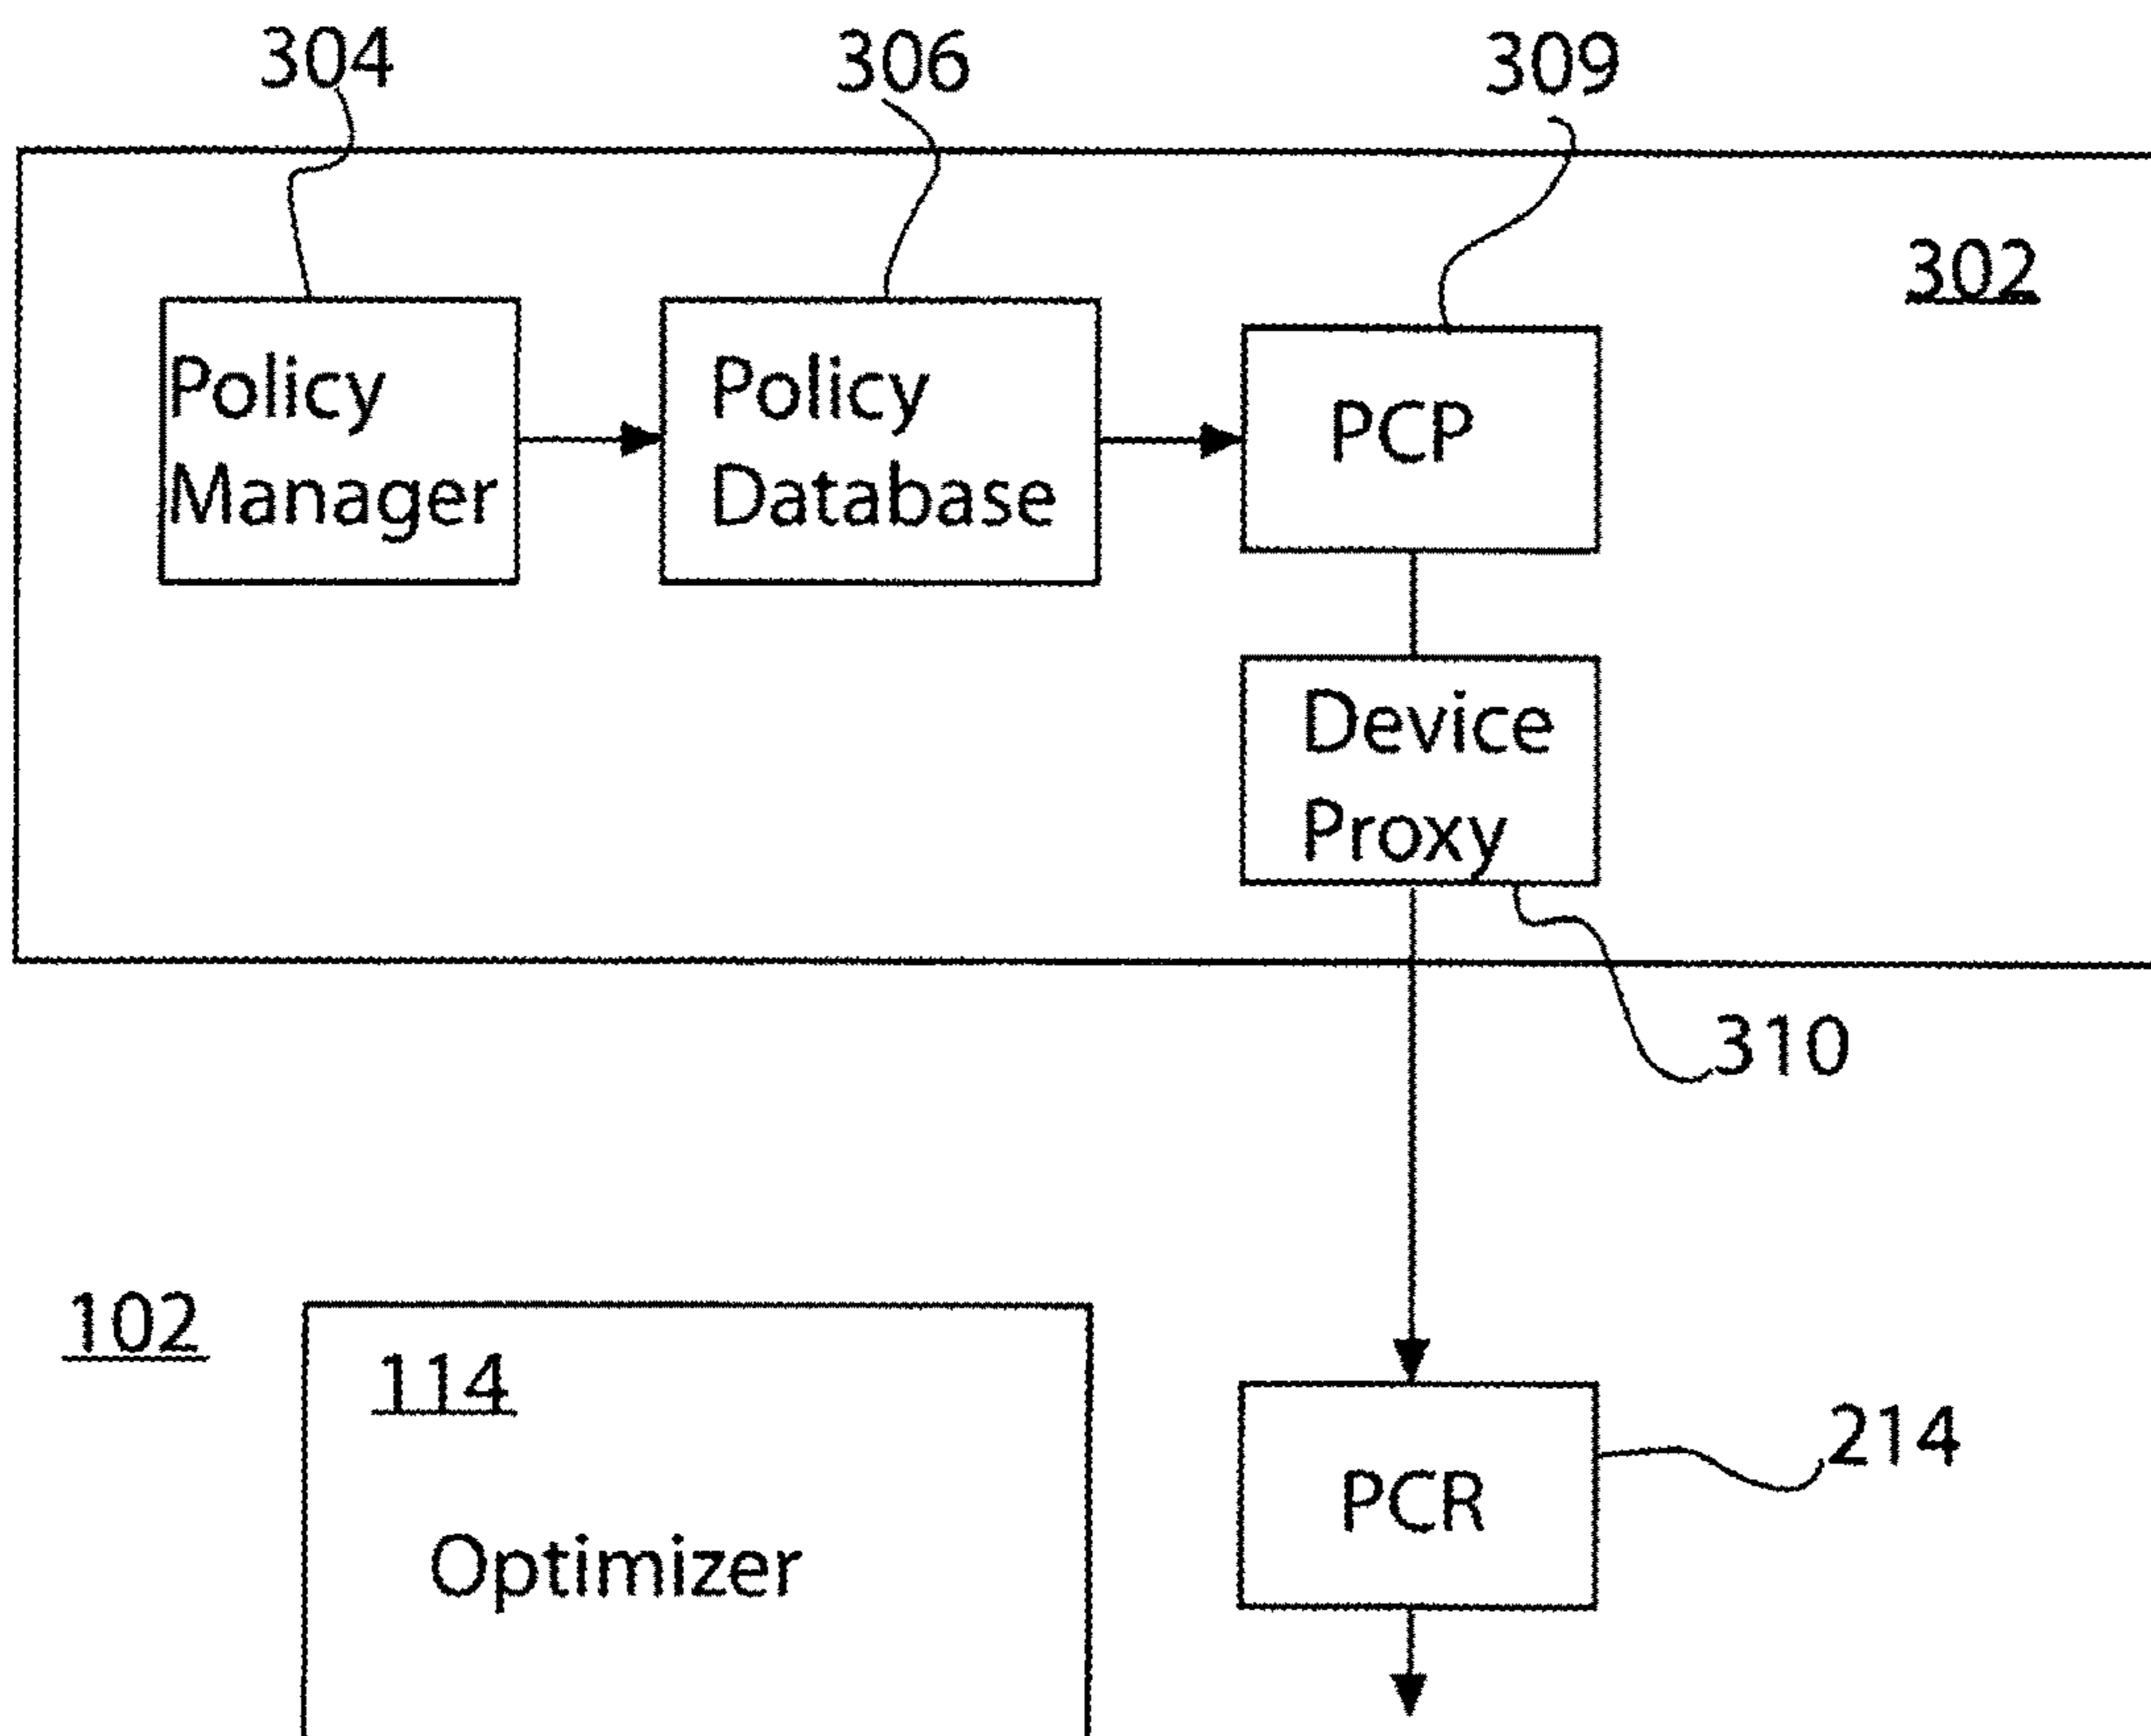 304
306
309
302
Policy
Manager
Policy
Database
PCP
Device
Proxy
310
102
114
Optimizer
214
PCR